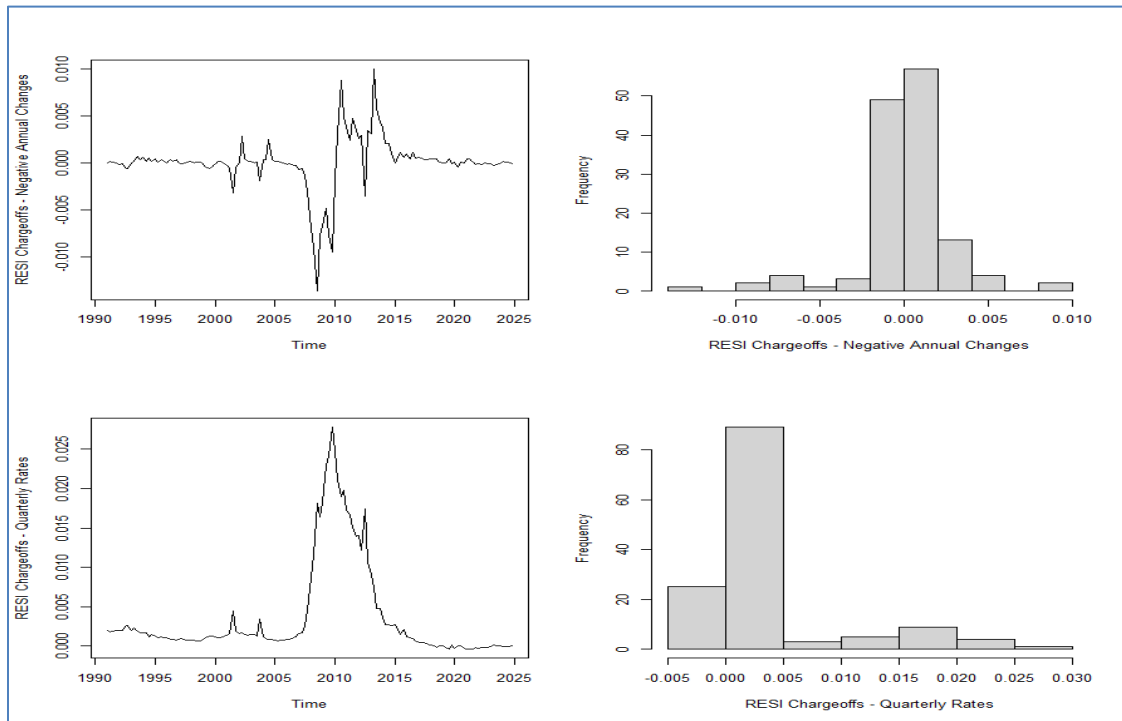 RESI Chargeoffs - Negative Annual Changes
0.010
0.005
0.000
-0.005
-0.010
1990 1995 2000 2005 2010 2015 2020 2025
Time
Frequency
50
40
30
20
10
0
-0.010 -0.005 0.000 0.005 0.010
RESI Chargeoffs - Negative Annual Changes
RESI Chargeoffs - Quarterly Rates
0.025
0.020
0.015
0.010
0.005
0.000
1990 1995 2000 2005 2010 2015 2020 2025
Time
Frequency
80
60
40
20
0
-0.005 0.000 0.005 0.010 0.015 0.020 0.025 0.030
RESI Chargeoffs - Quarterly Rates